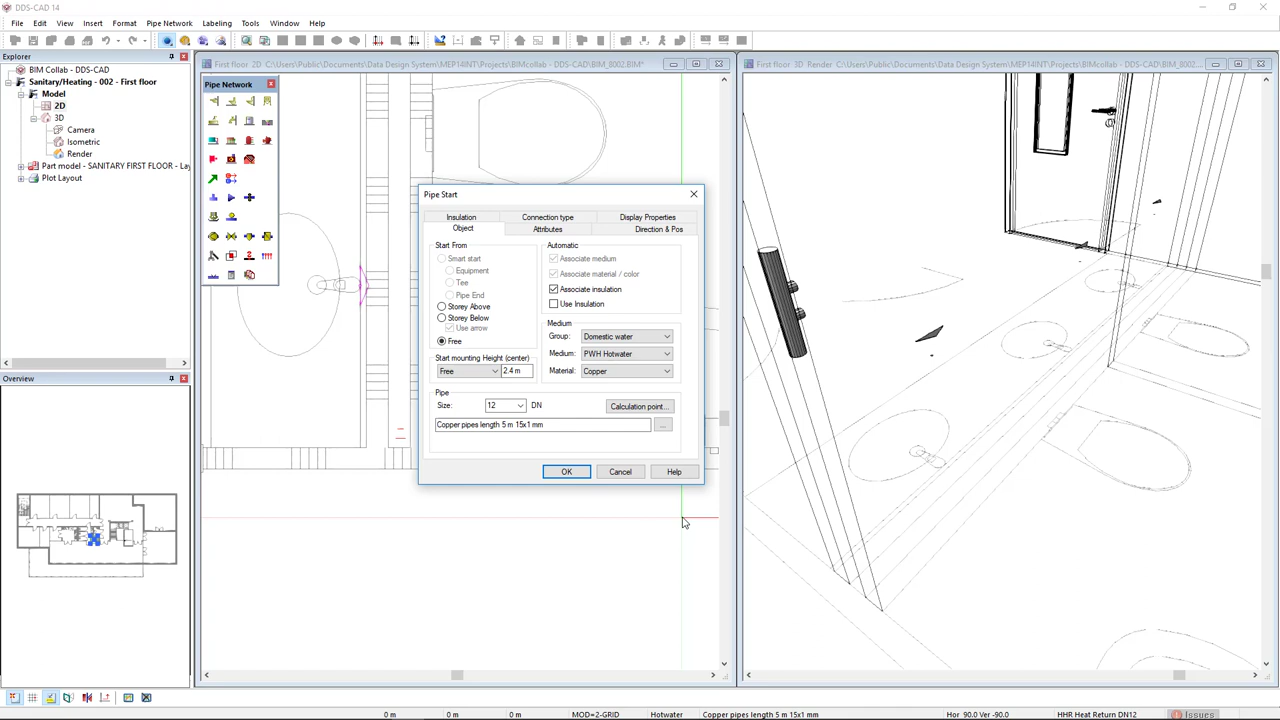 DDS-CAD 14
File Edit View Insert Format Pipe Network Labeling Tools Window Help
Explorer
BIM Collab - DDS-CAD
Sanitary/Heating - 002 - First floor
Model
2D
3D
Camera
Isometric
Render
Part model - SANITARY FIRST FLOOR - Lay
Plot Layout
Overview
First floor 2D C:\Users\Public\Documents\Data Design System\MEP14INT\Projects\BIMcollab - DDS-CAD\BIM_8002.BIM*
Pipe Network
First floor 3D Render C:\Users\Public\Documents\Data Design System\MEP14INT\Projects\BIMcollab - DDS-CAD\BIM_8002....
Pipe Start
Insulation Connection type Display Properties
Object Attributes Direction & Pos
Start From
Smart start
Equipment
Tee
Pipe End
Storey Above
Storey Below
Use arrow
Free
Start mounting Height (center)
Free 2.4 m
Automatic
Associate medium
Associate material / color
Associate insulation
Use Insulation
Medium
Group: Domestic water
Medium: PWH Hotwater
Material: Copper
Pipe
Size: 12 DN Calculation point...
Copper pipes length 5 m 15x1 mm ...
OK Cancel Help
0 m 0 m 0 m MOD=2-GRID Hotwater Copper pipes length 5 m 15x1 mm Hor 90.0 Ver -90.0 HHR Heat Return DN12 Issues